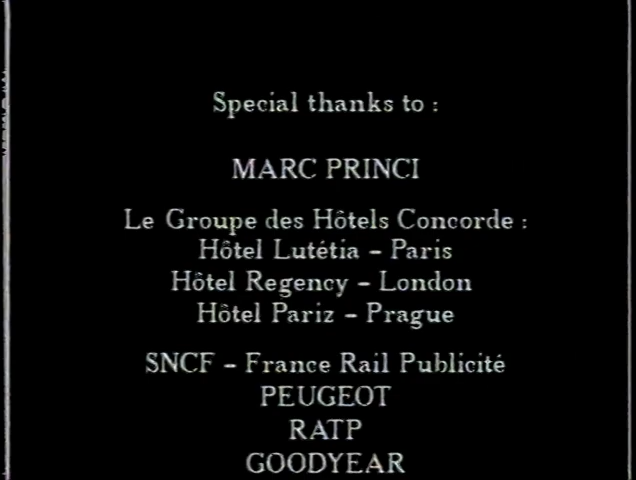 Special thanks to :
MARC PRINCI
Le Groupe des Hôtels Concorde :
Hôtel Lutétia - Paris
Hôtel Regency - London
Hôtel Pariz - Prague
SNCF - France Rail Publicité
PEUGEOT
RATP
GOODYEAR